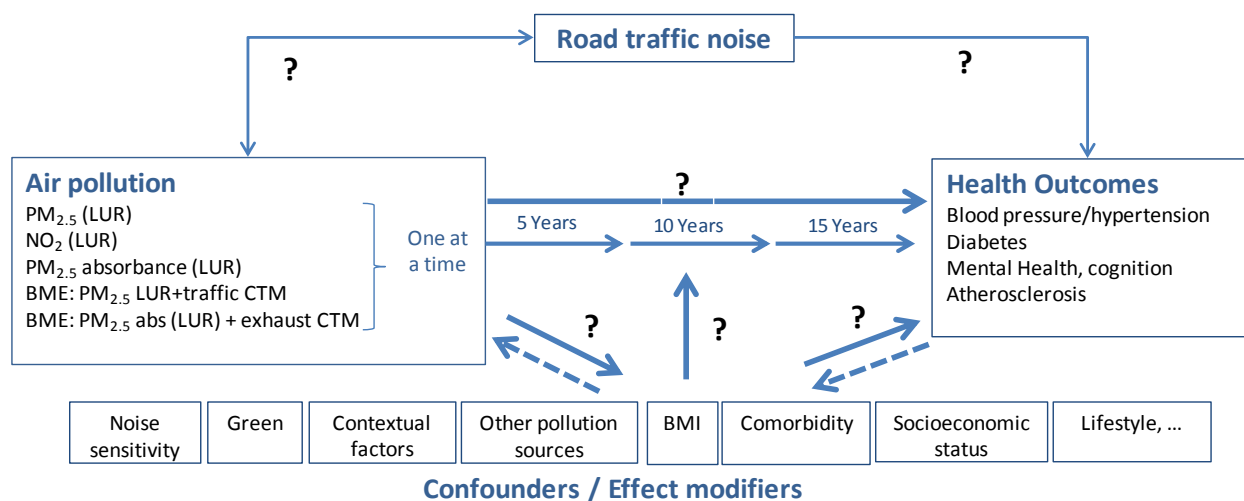 Road traffic noise
?
?
Air pollution
PM2.5 (LUR)
NO2 (LUR)
PM2.5 absorbance (LUR)
BME: PM2.5 LUR+traffic CTM
BME: PM2.5 abs (LUR) + exhaust CTM
One at
a time
?
5 Years
10 Years
15 Years
Health Outcomes
Blood pressure/hypertension
Diabetes
Mental Health, cognition
Atherosclerosis
?
?
?
Noise
sensitivity
Green
Contextual
factors
Other pollution
sources
BMI
Comorbidity
Socioeconomic
status
Lifestyle, ...
Confounders / Effect modifiers